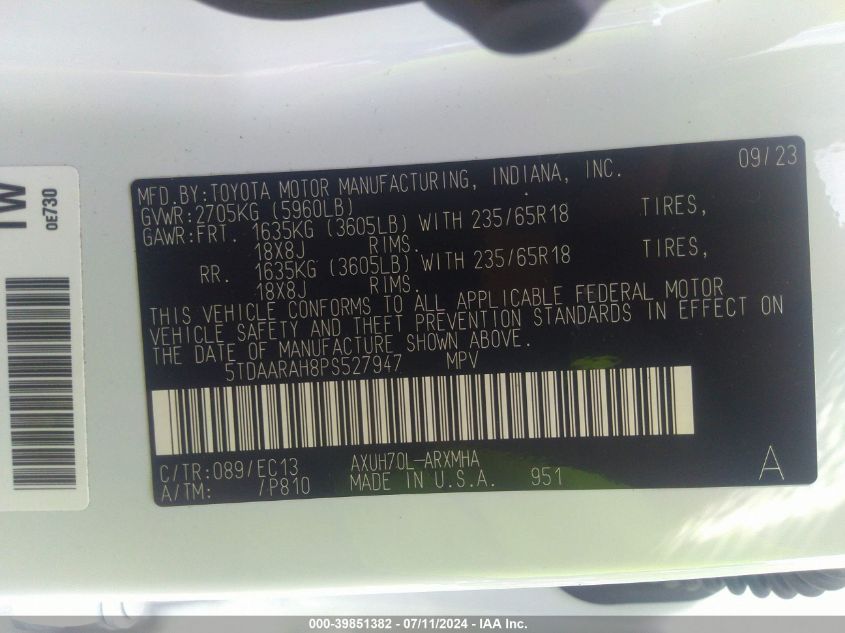 09/23
MFD.BY:TOYOTA MOTOR MANUFACTURING, INDIANA, INC.
GVWR:2705KG (5960LB)
GAWR:FRT. 1635KG (3605LB) WITH 235/65R18 TIRES,
18X8J RIMS.
RR. 1635KG (3605LB) WITH 235/65R18 TIRES,
18X8J RIMS.
THIS VEHICLE CONFORMS TO ALL APPLICABLE FEDERAL MOTOR
VEHICLE SAFETY AND THEFT PREVENTION STANDARDS IN EFFECT ON
THE DATE OF MANUFACTURE SHOWN ABOVE.
5TDAARAH8PS527947 MPV
C/TR:089/EC13 AXUH70L-ARXMHA
A/TM: /P810 MADE IN U.S.A. 951
A
0E730
000-39851382 - 07/11/2024 - IAA Inc.